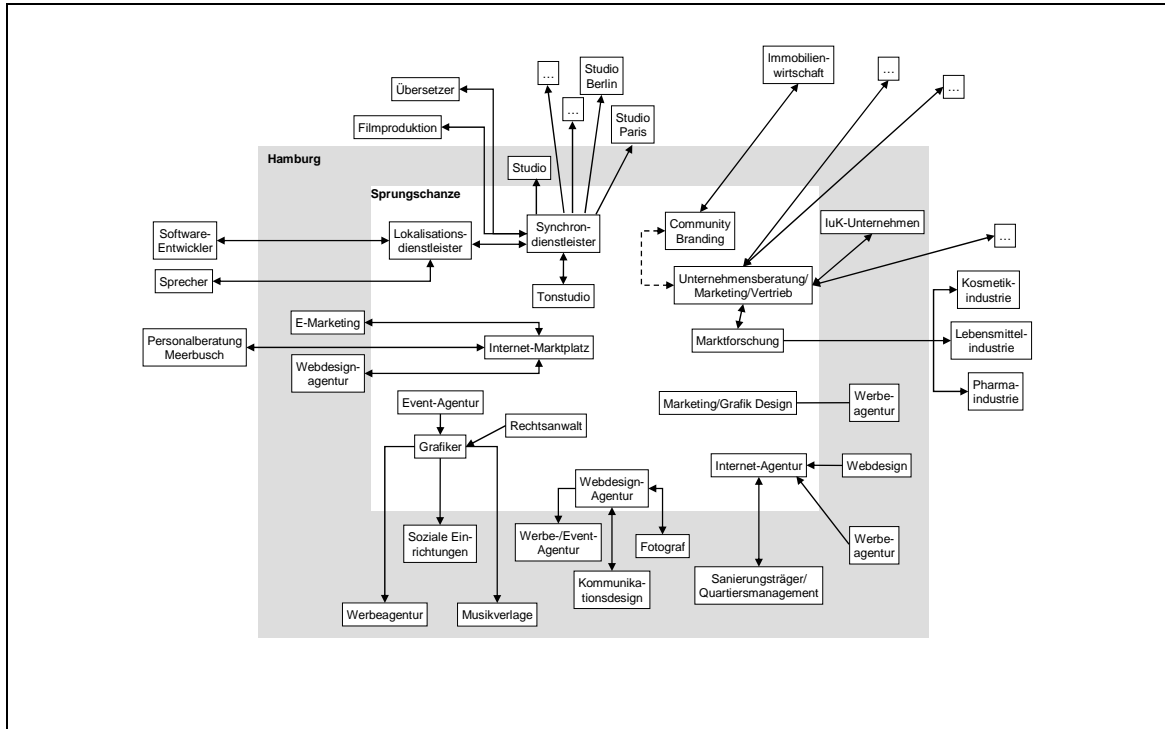 Immobilien-
wirtschaft
…
Studio
Berlin
…
…
Übersetzer
…
Studio
Paris
Filmproduktion
Hamburg
Studio
Sprungschanze
Software-
Entwickler
Lokalisations-
dienstleister
Synchron-
dienstleister
Community
Branding
IuK-Unternehmen
…
Sprecher
Unternehmensberatung/
Marketing/Vertrieb
Kosmetik-
industrie
Tonstudio
E-Marketing
Personalberatung
Meerbusch
Internet-Marktplatz
Marktforschung
Lebensmittel-
industrie
Webdesign-
agentur
Pharma-
industrie
Event-Agentur
Marketing/Grafik Design
Werbe-
agentur
Rechtsanwalt
Grafiker
Internet-Agentur
Webdesign
Webdesign-
Agentur
Soziale Ein-
richtungen
Werbe-/Event-
Agentur
Fotograf
Werbe-
agentur
Kommunika-
tionsdesign
Sanierungsträger/
Quartiersmanagement
Werbeagentur
Musikverlage